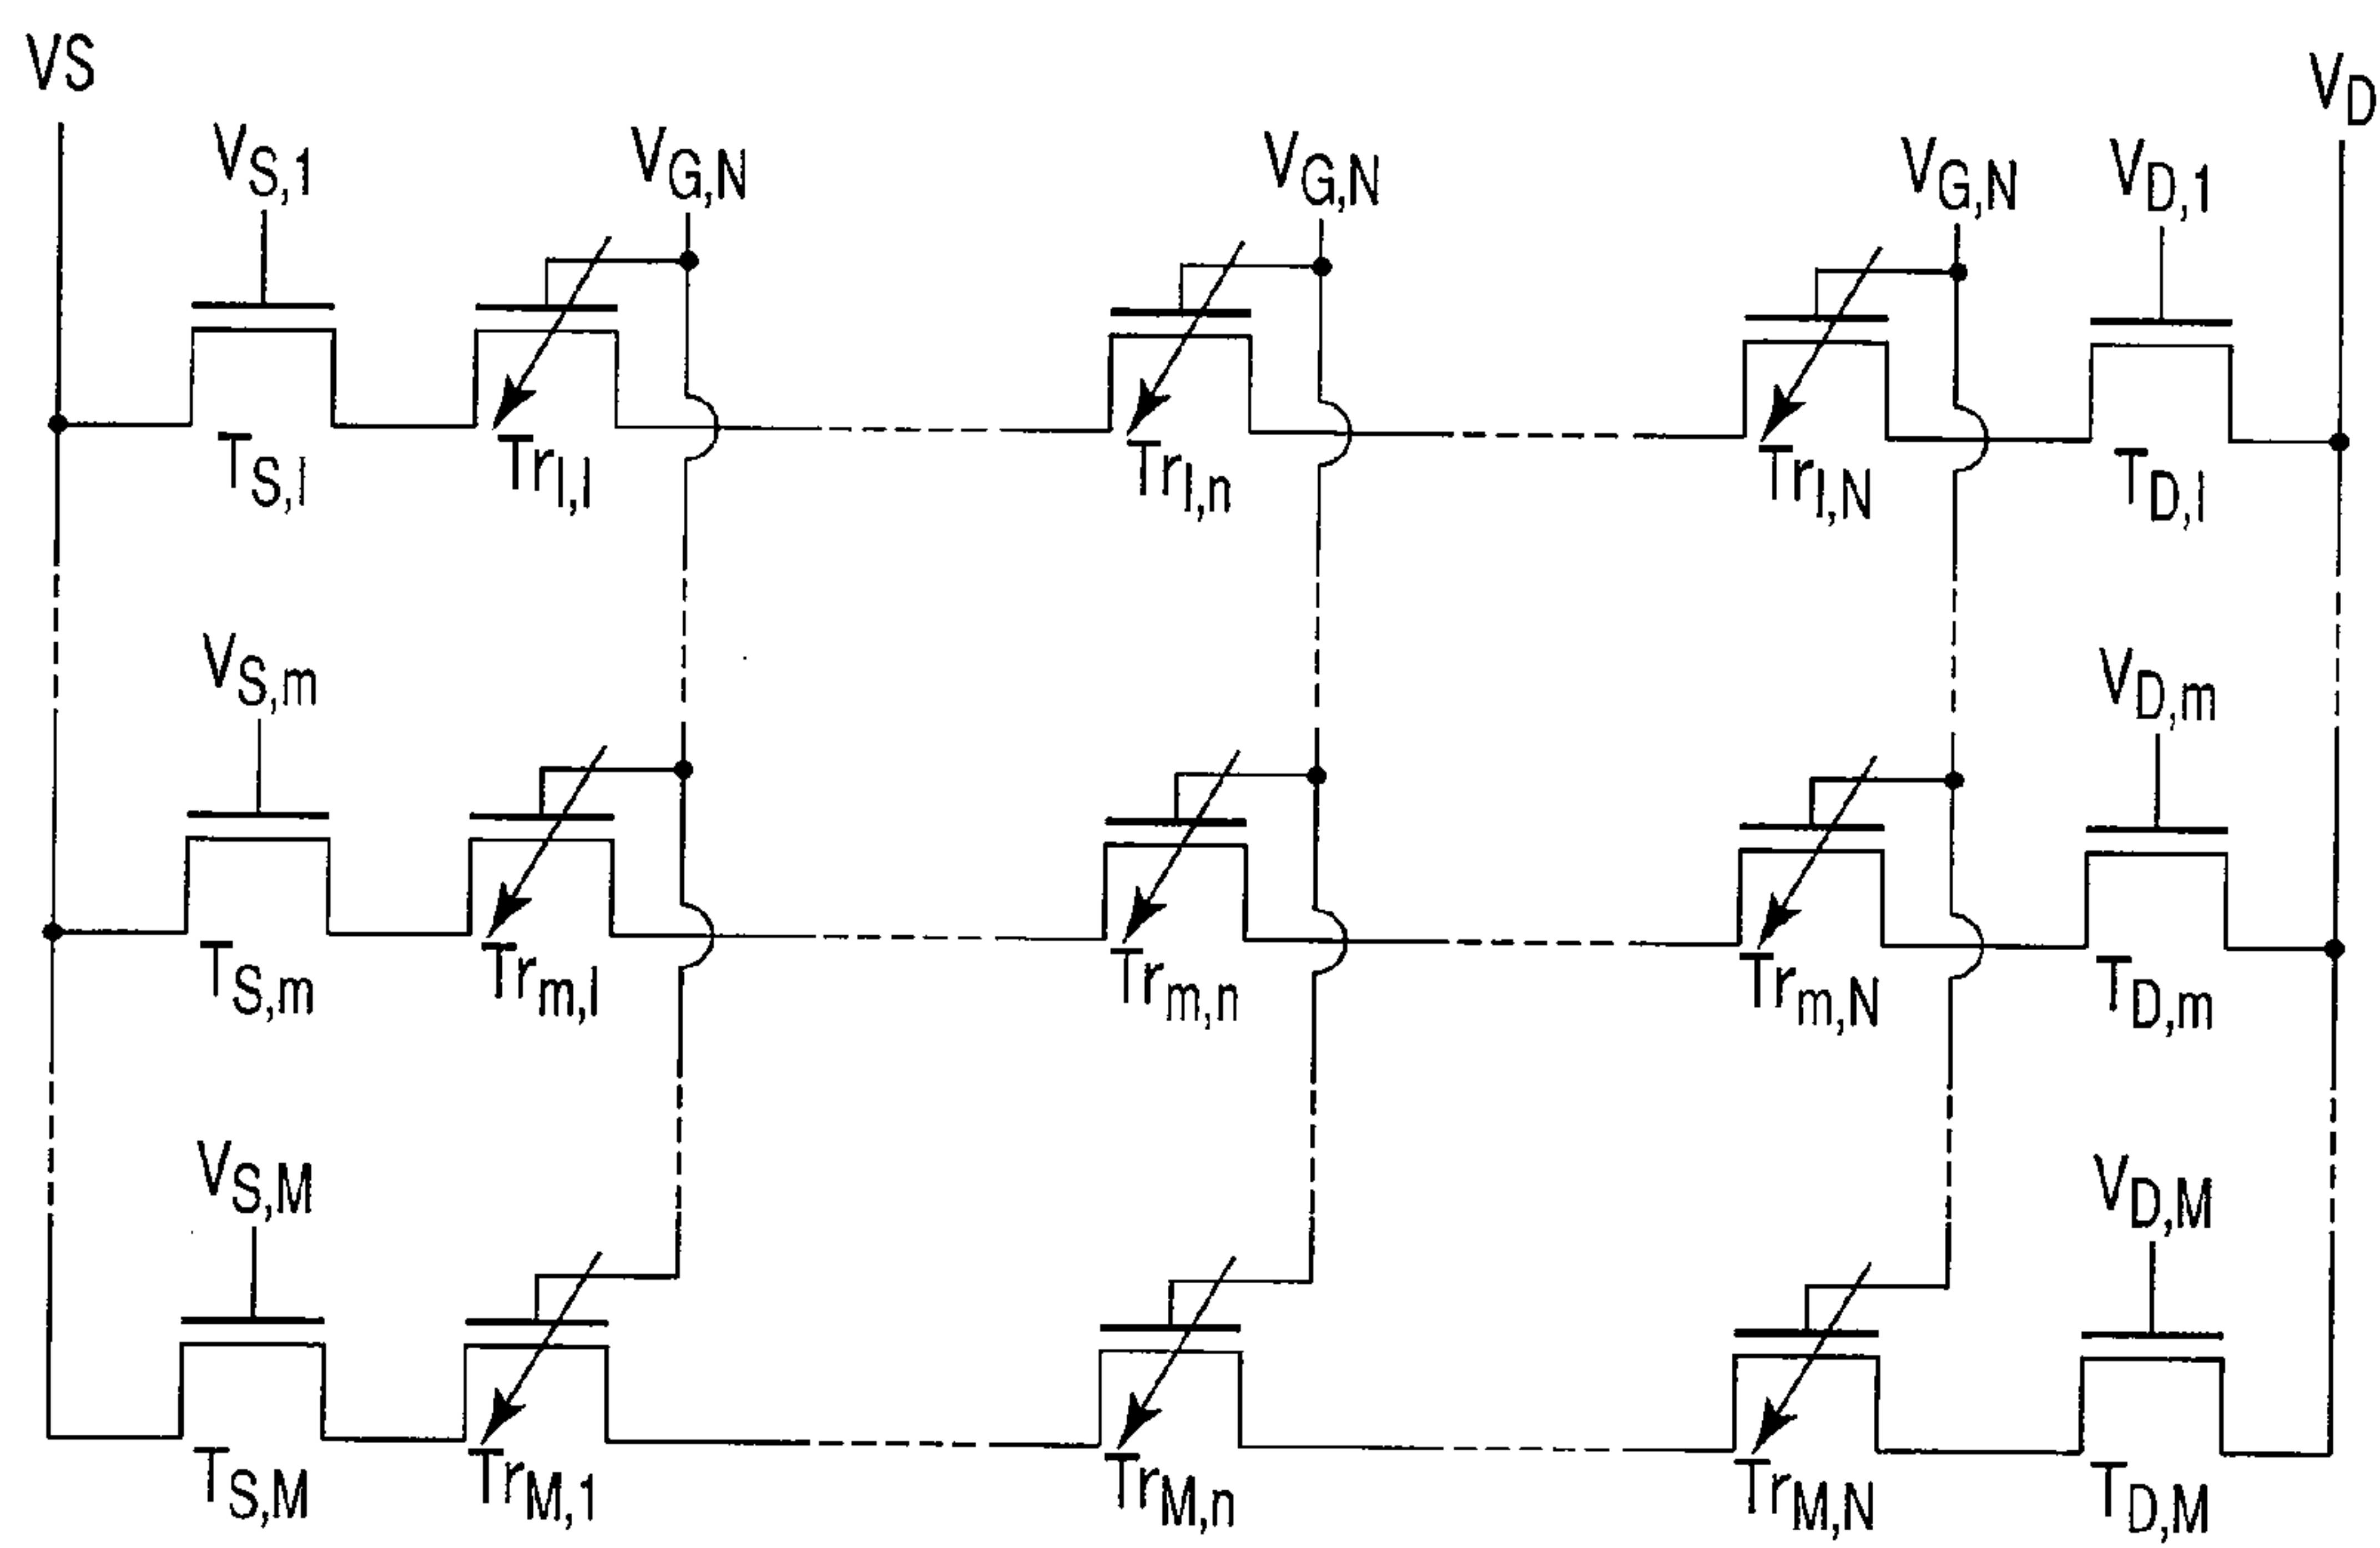 VS
V_D
V_S,1
V_G,N
V_G,N
V_G,N
V_D,1
T_S,I
Tr_I,I
Tr_I,n
Tr_I,N
T_D,I
V_S,m
V_D,m
T_S,m
Tr_m,I
Tr_m,n
Tr_m,N
T_D,m
V_S,M
V_D,M
T_S,M
Tr_M,1
Tr_M,n
Tr_M,N
T_D,M